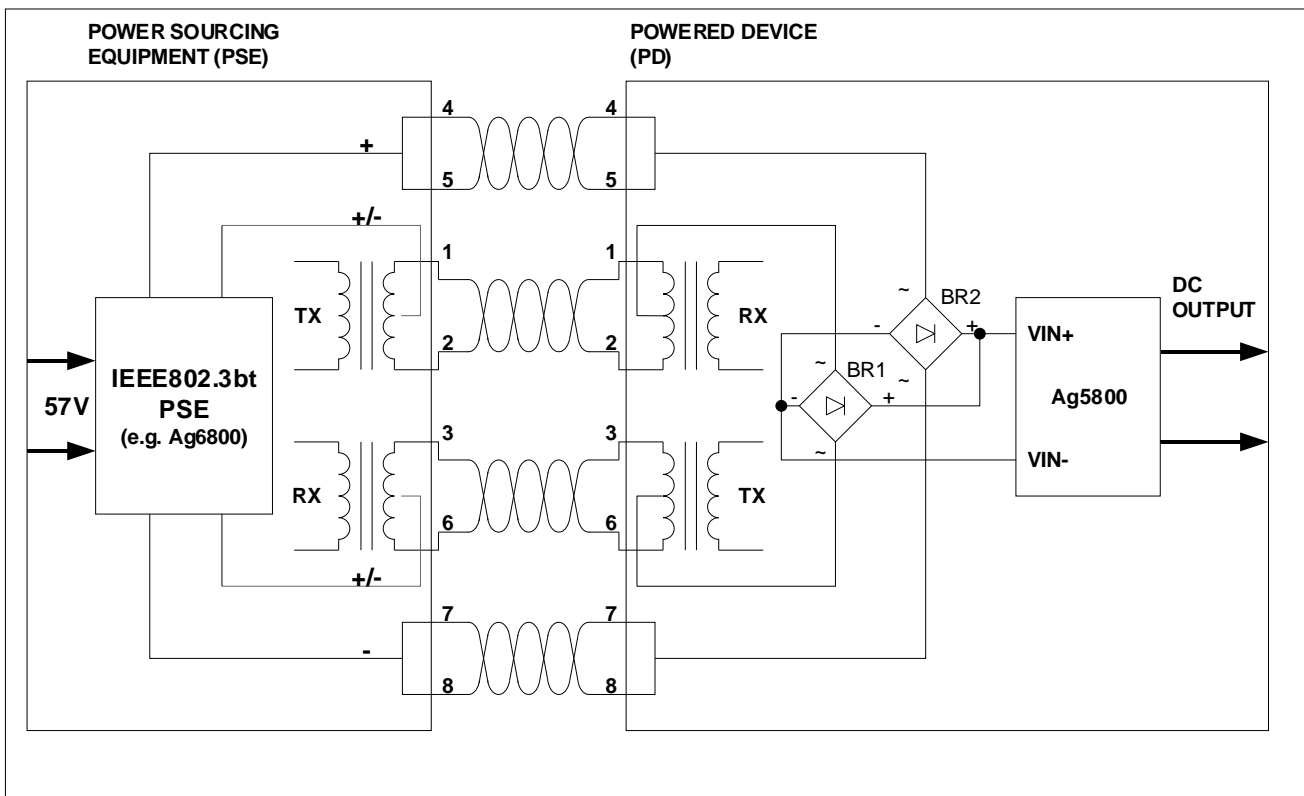 POWER SOURCING
EQUIPMENT (PSE)
POWERED DEVICE
(PD)
4
4
+
5
5
+/-
1
1
TX
RX
2
2
~
BR2
-
+
VIN+
DC
OUTPUT
~
BR1
~
-
+
~
57V
IEEE802.3bt
PSE
(e.g. Ag6800)
Ag5800
VIN-
3
3
RX
TX
6
6
+/-
7
7
-
8
8